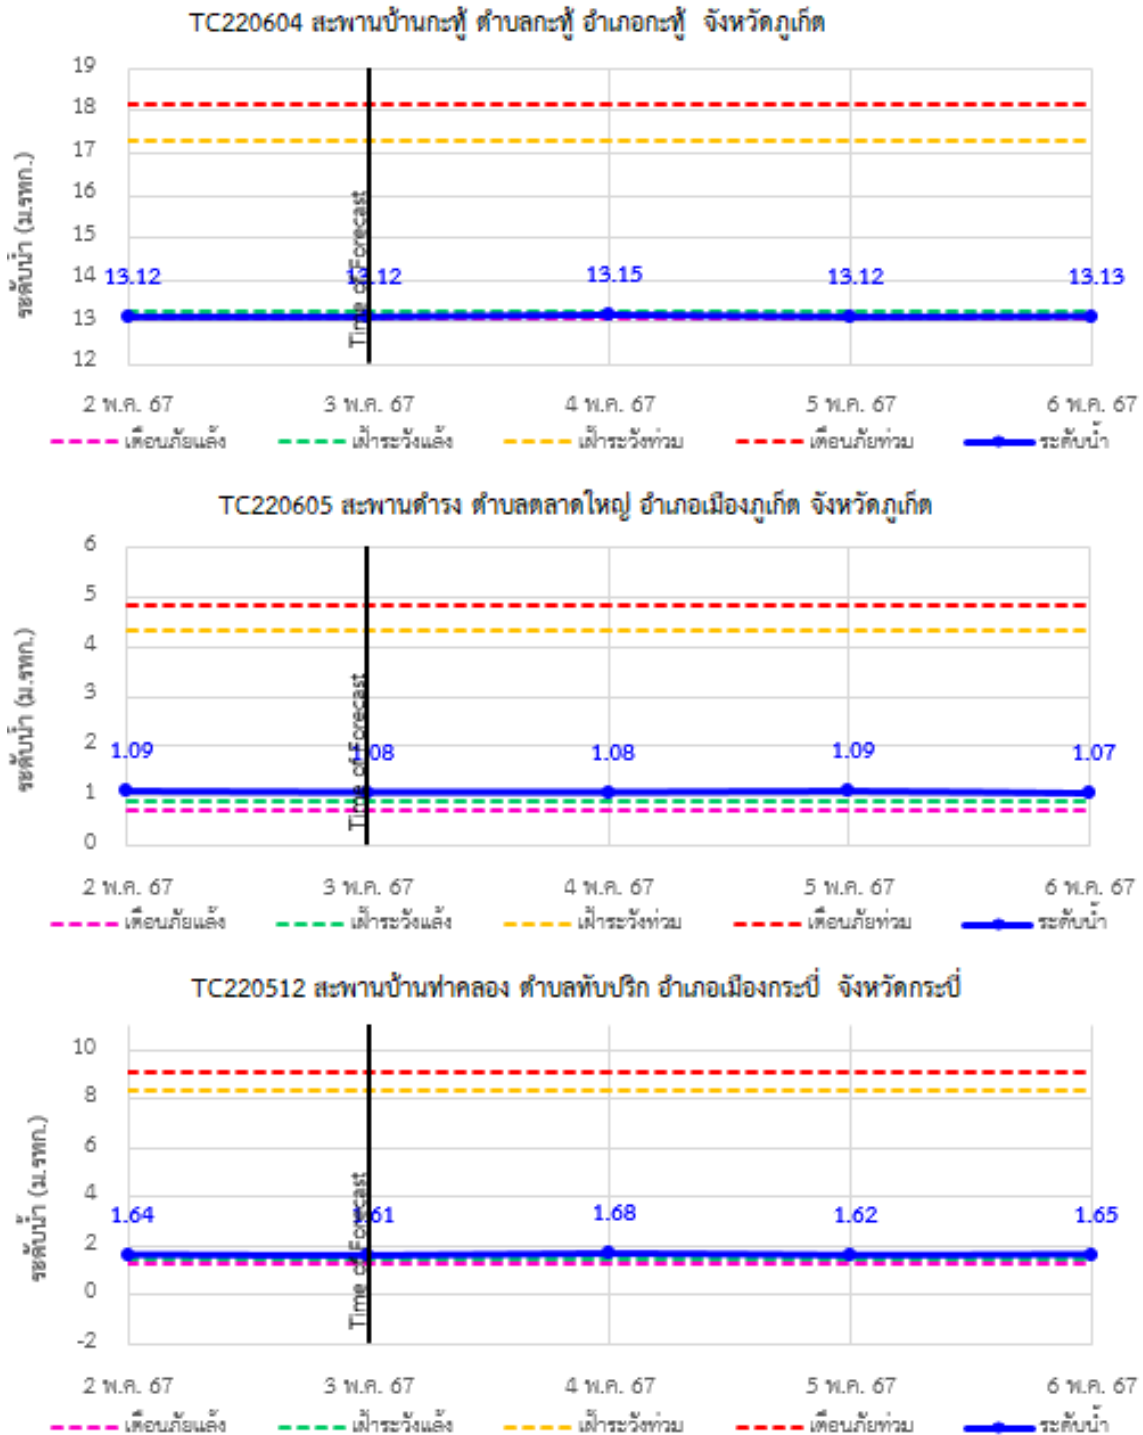 TC220604 สะพานบ้านกะทู้ ตำบลกะทู้ อำเภอกะทู้ จังหวัดภูเก็ต
ระดับน้ำ (ม.รทก.)
19
18
17
16
15
14
13
12
13.12 13.12 13.15 13.12 13.13
Time of Forecast
2 พ.ค. 67 3 พ.ค. 67 4 พ.ค. 67 5 พ.ค. 67 6 พ.ค. 67
เตือนภัยแล้ง เฝ้าระวังแล้ง เฝ้าระวังท่วม เตือนภัยท่วม ระดับน้ำ
TC220605 สะพานดำรง ตำบลตลาดใหญ่ อำเภอเมืองภูเก็ต จังหวัดภูเก็ต
ระดับน้ำ (ม.รทก.)
6
5
4
3
2
1
0
1.09 1.08 1.08 1.09 1.07
Time of Forecast
2 พ.ค. 67 3 พ.ค. 67 4 พ.ค. 67 5 พ.ค. 67 6 พ.ค. 67
เตือนภัยแล้ง เฝ้าระวังแล้ง เฝ้าระวังท่วม เตือนภัยท่วม ระดับน้ำ
TC220512 สะพานบ้านท่าคลอง ตำบลทับปริก อำเภอเมืองกระบี่ จังหวัดกระบี่
ระดับน้ำ (ม.รทก.)
10
8
6
4
2
0
-2
1.64 1.61 1.68 1.62 1.65
Time of Forecast
2 พ.ค. 67 3 พ.ค. 67 4 พ.ค. 67 5 พ.ค. 67 6 พ.ค. 67
เตือนภัยแล้ง เฝ้าระวังแล้ง เฝ้าระวังท่วม เตือนภัยท่วม ระดับน้ำ